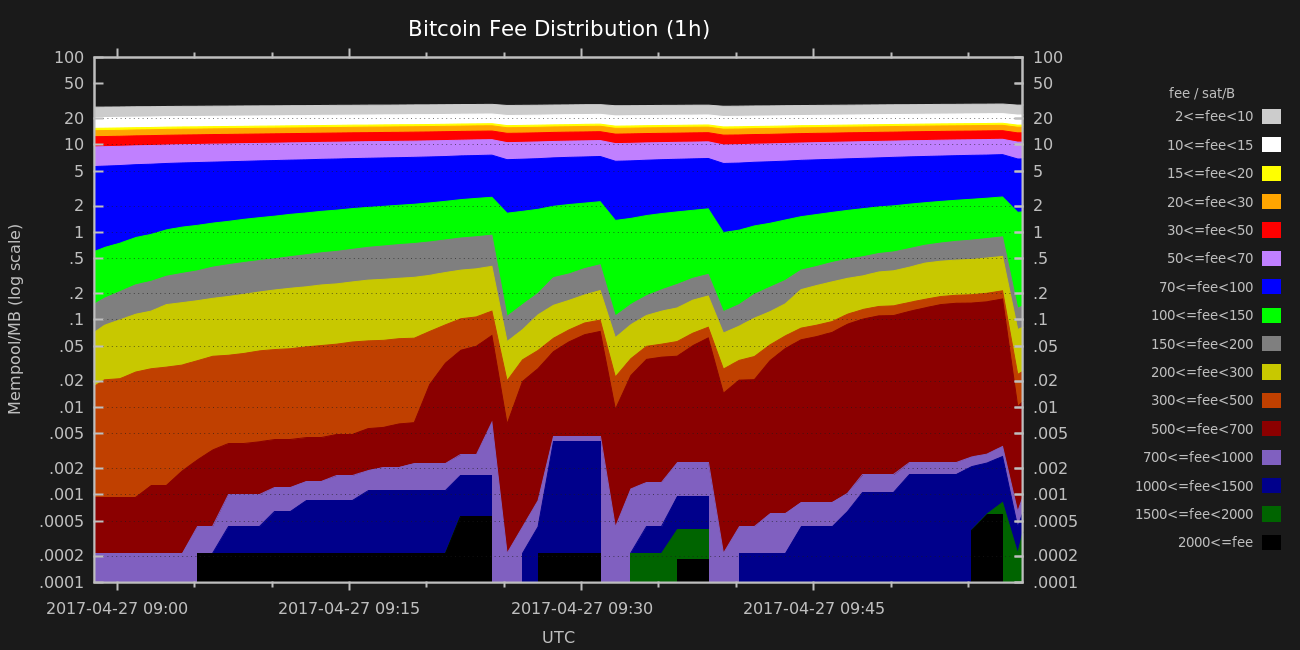 Bitcoin Fee Distribution (1h)
Mempool/MB (log scale)
100
50
20
10
5
2
1
.5
.2
.1
.05
.02
.01
.005
.002
.001
.0005
.0002
.0001
100
50
20
10
5
2
1
.5
.2
.1
.05
.02
.01
.005
.002
.001
.0005
.0002
.0001
2017-04-27 09:00 2017-04-27 09:15 2017-04-27 09:30 2017-04-27 09:45
UTC
fee / sat/B
2<=fee<10
10<=fee<15
15<=fee<20
20<=fee<30
30<=fee<50
50<=fee<70
70<=fee<100
100<=fee<150
150<=fee<200
200<=fee<300
300<=fee<500
500<=fee<700
700<=fee<1000
1000<=fee<1500
1500<=fee<2000
2000<=fee